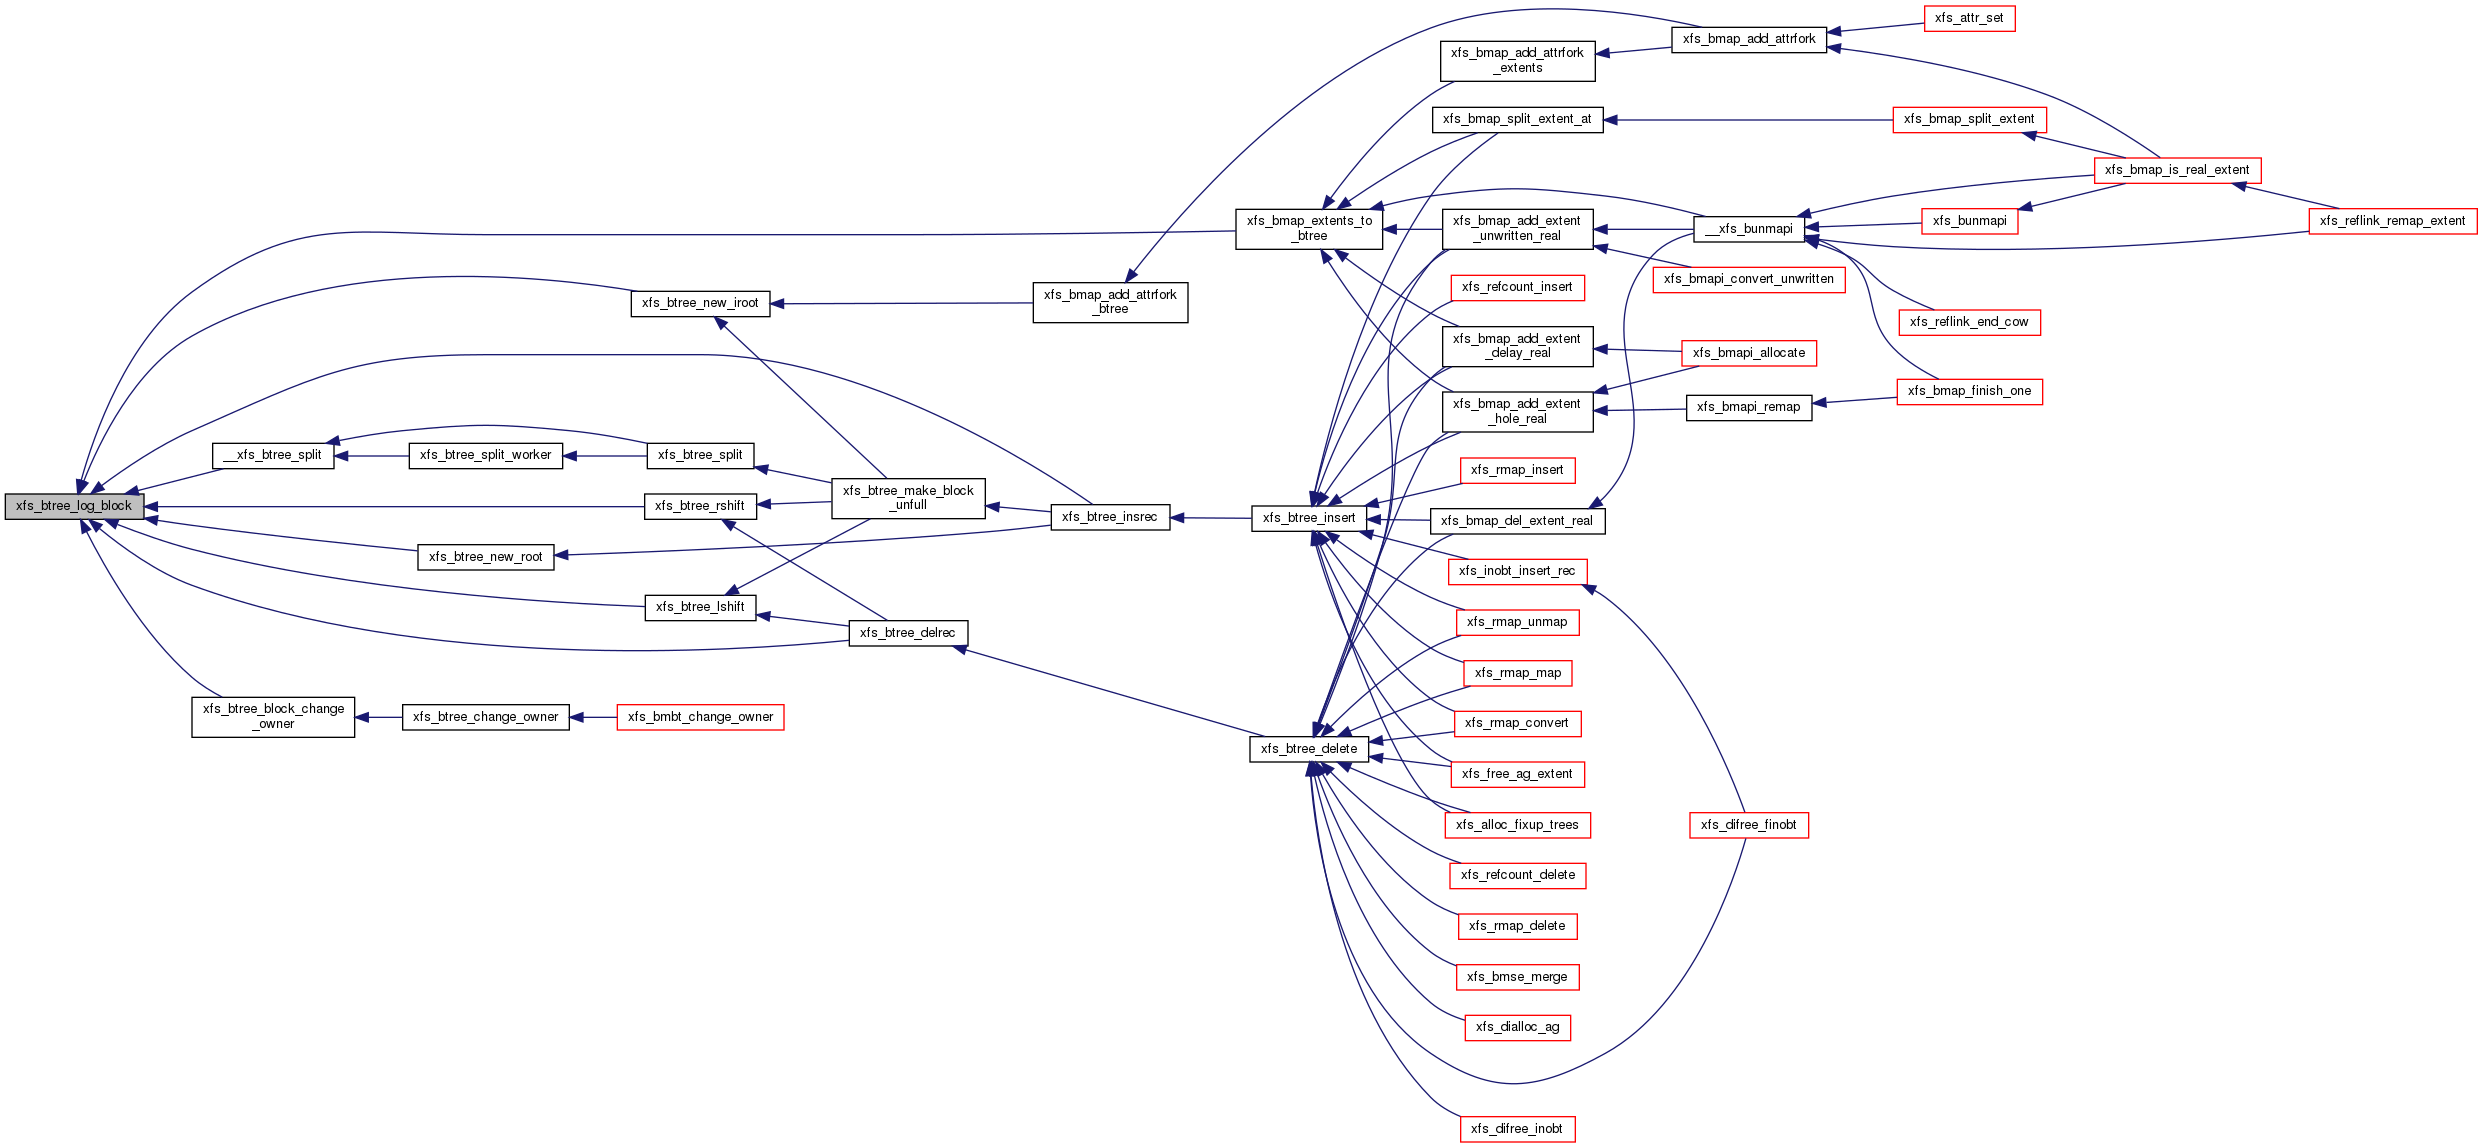 xfs_btree_log_block
xfs_bmap_extents_to
_btree
xfs_btree_new_iroot
__xfs_btree_split
xfs_btree_split_worker
xfs_btree_split
xfs_btree_rshift
xfs_btree_new_root
xfs_btree_lshift
xfs_btree_make_block
_unfull
xfs_btree_delrec
xfs_btree_block_change
_owner
xfs_btree_change_owner
xfs_bmbt_change_owner
xfs_bmap_add_attrfork
_btree
xfs_btree_insrec
xfs_btree_insert
xfs_btree_delete
xfs_bmap_add_attrfork
_extents
xfs_bmap_split_extent_at
xfs_bmap_add_extent
_unwritten_real
xfs_refcount_insert
xfs_bmap_add_extent
_delay_real
xfs_bmap_add_extent
_hole_real
xfs_rmap_insert
xfs_bmap_del_extent_real
xfs_inobt_insert_rec
xfs_rmap_unmap
xfs_rmap_map
xfs_rmap_convert
xfs_free_ag_extent
xfs_alloc_fixup_trees
xfs_refcount_delete
xfs_rmap_delete
xfs_bmse_merge
xfs_dialloc_ag
xfs_difree_inobt
xfs_bmap_add_attrfork
__xfs_bunmapi
xfs_bmapi_convert_unwritten
xfs_bmapi_allocate
xfs_bmapi_remap
xfs_difree_finobt
xfs_attr_set
xfs_bmap_split_extent
xfs_bunmapi
xfs_reflink_end_cow
xfs_bmap_finish_one
xfs_bmap_is_real_extent
xfs_reflink_remap_extent